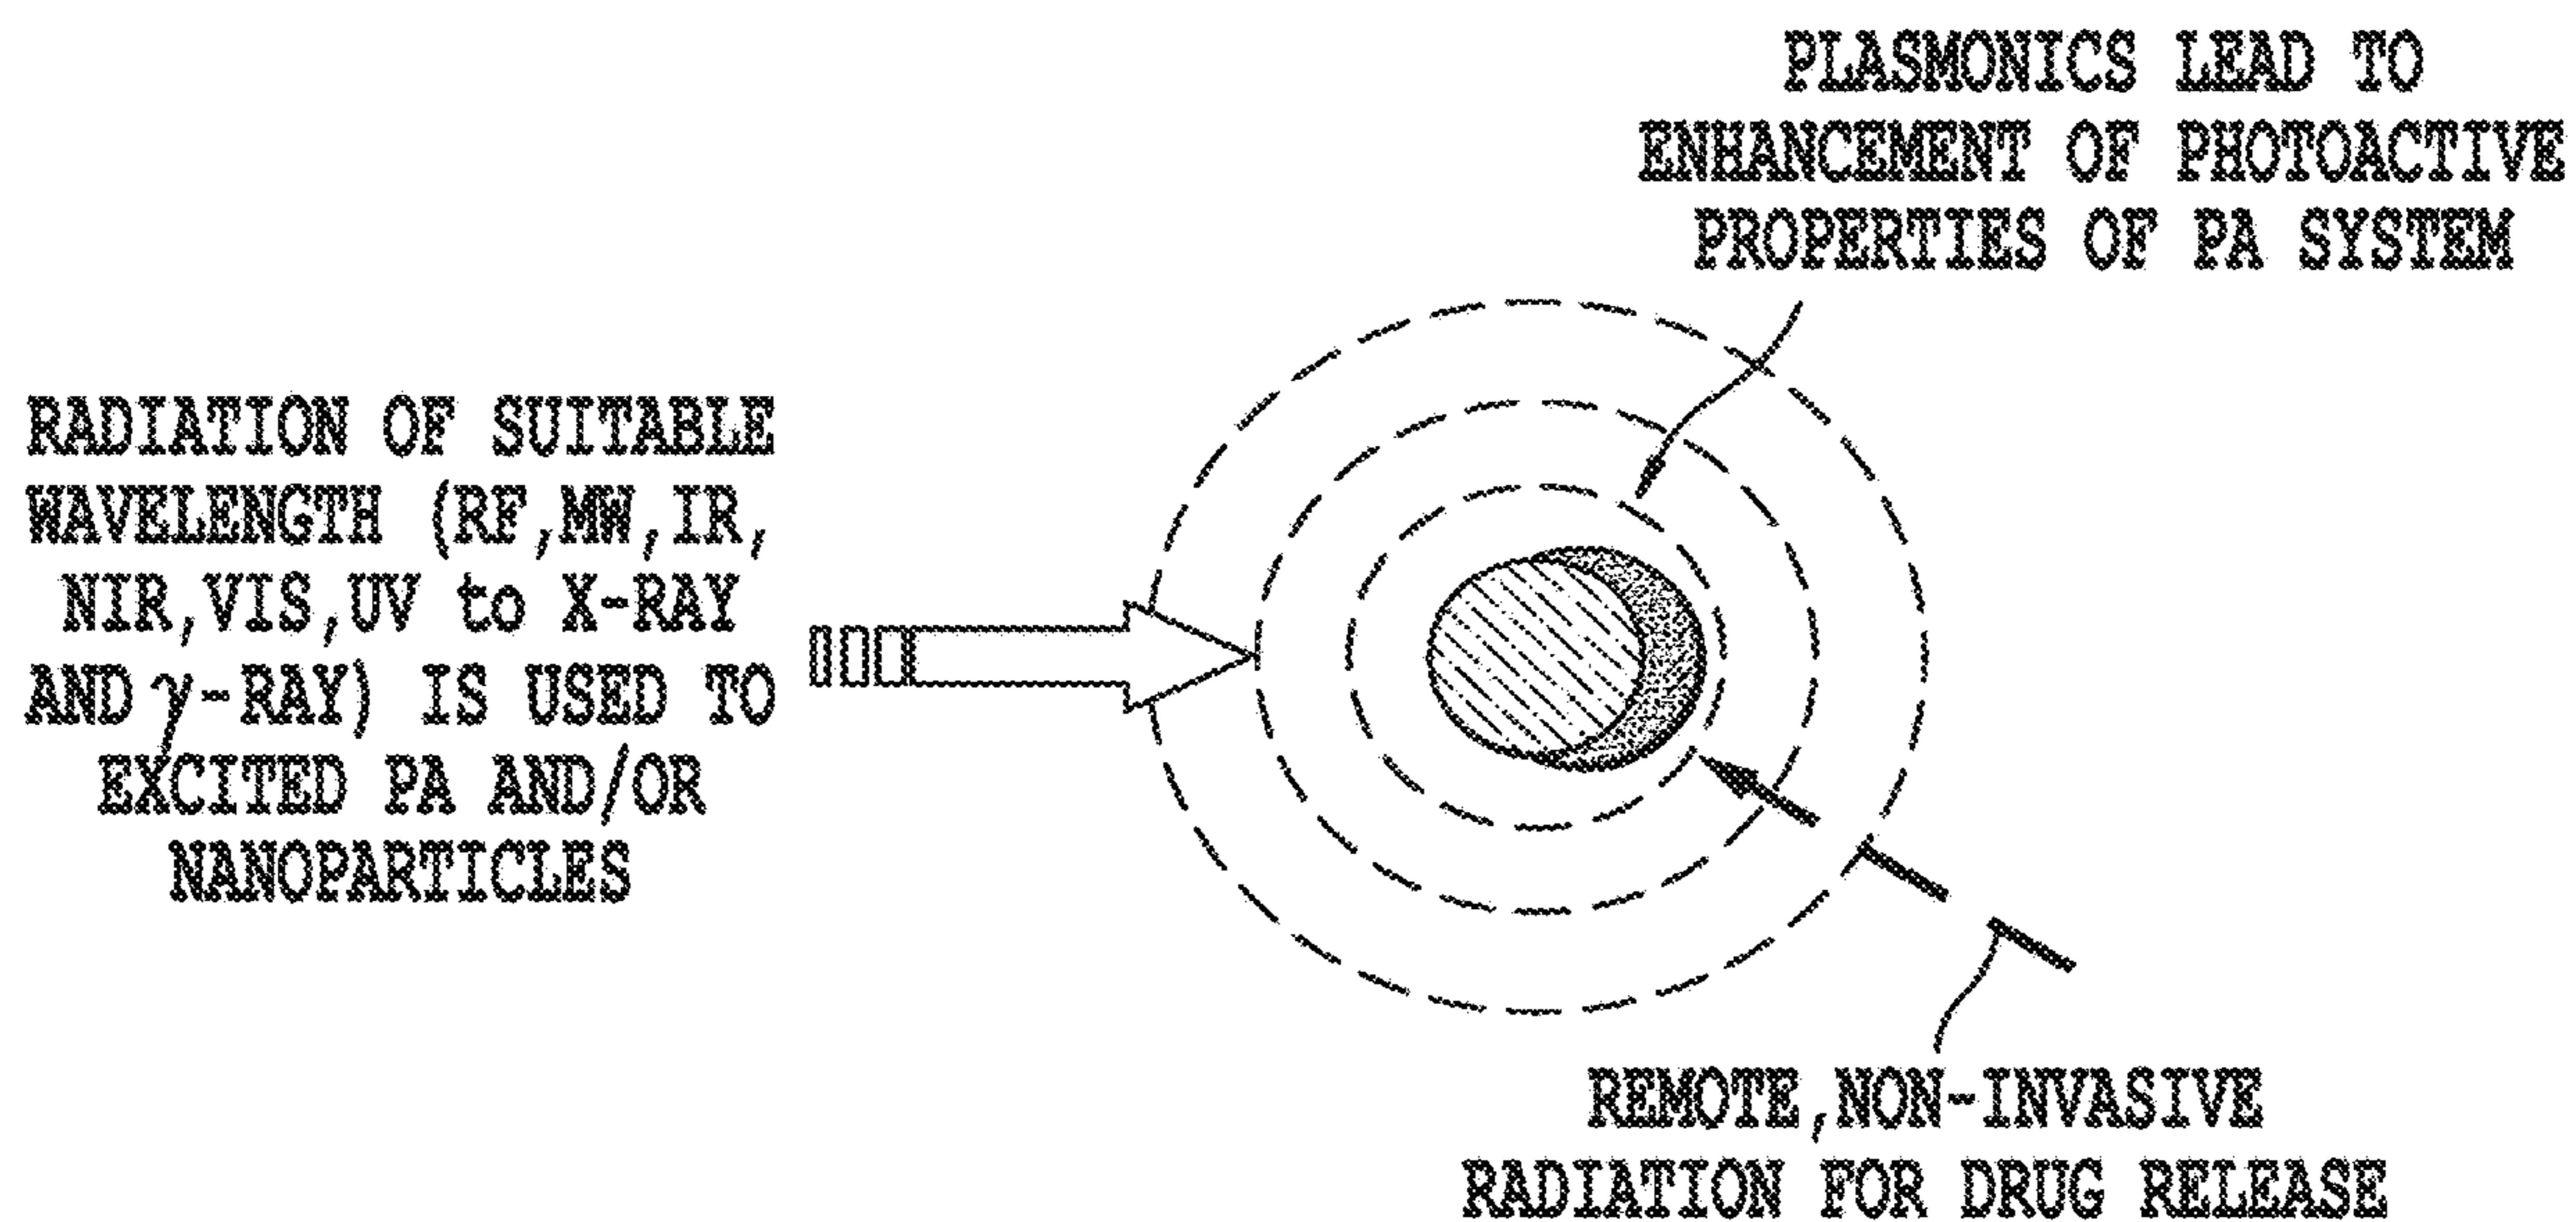 PLASMONICS LEAD TO
ENHANCEMENT OF PHOTOACTIVE
PROPERTIES OF PA SYSTEM
RADIATION OF SUITABLE
WAVELENGTH (RF,MW,IR,
NIR,VIS,UV to X-RAY
AND γ-RAY) IS USED TO
EXCITED PA AND/OR
NANOPARTICLES
REMOTE,NON-INVASIVE
RADIATION FOR DRUG RELEASE